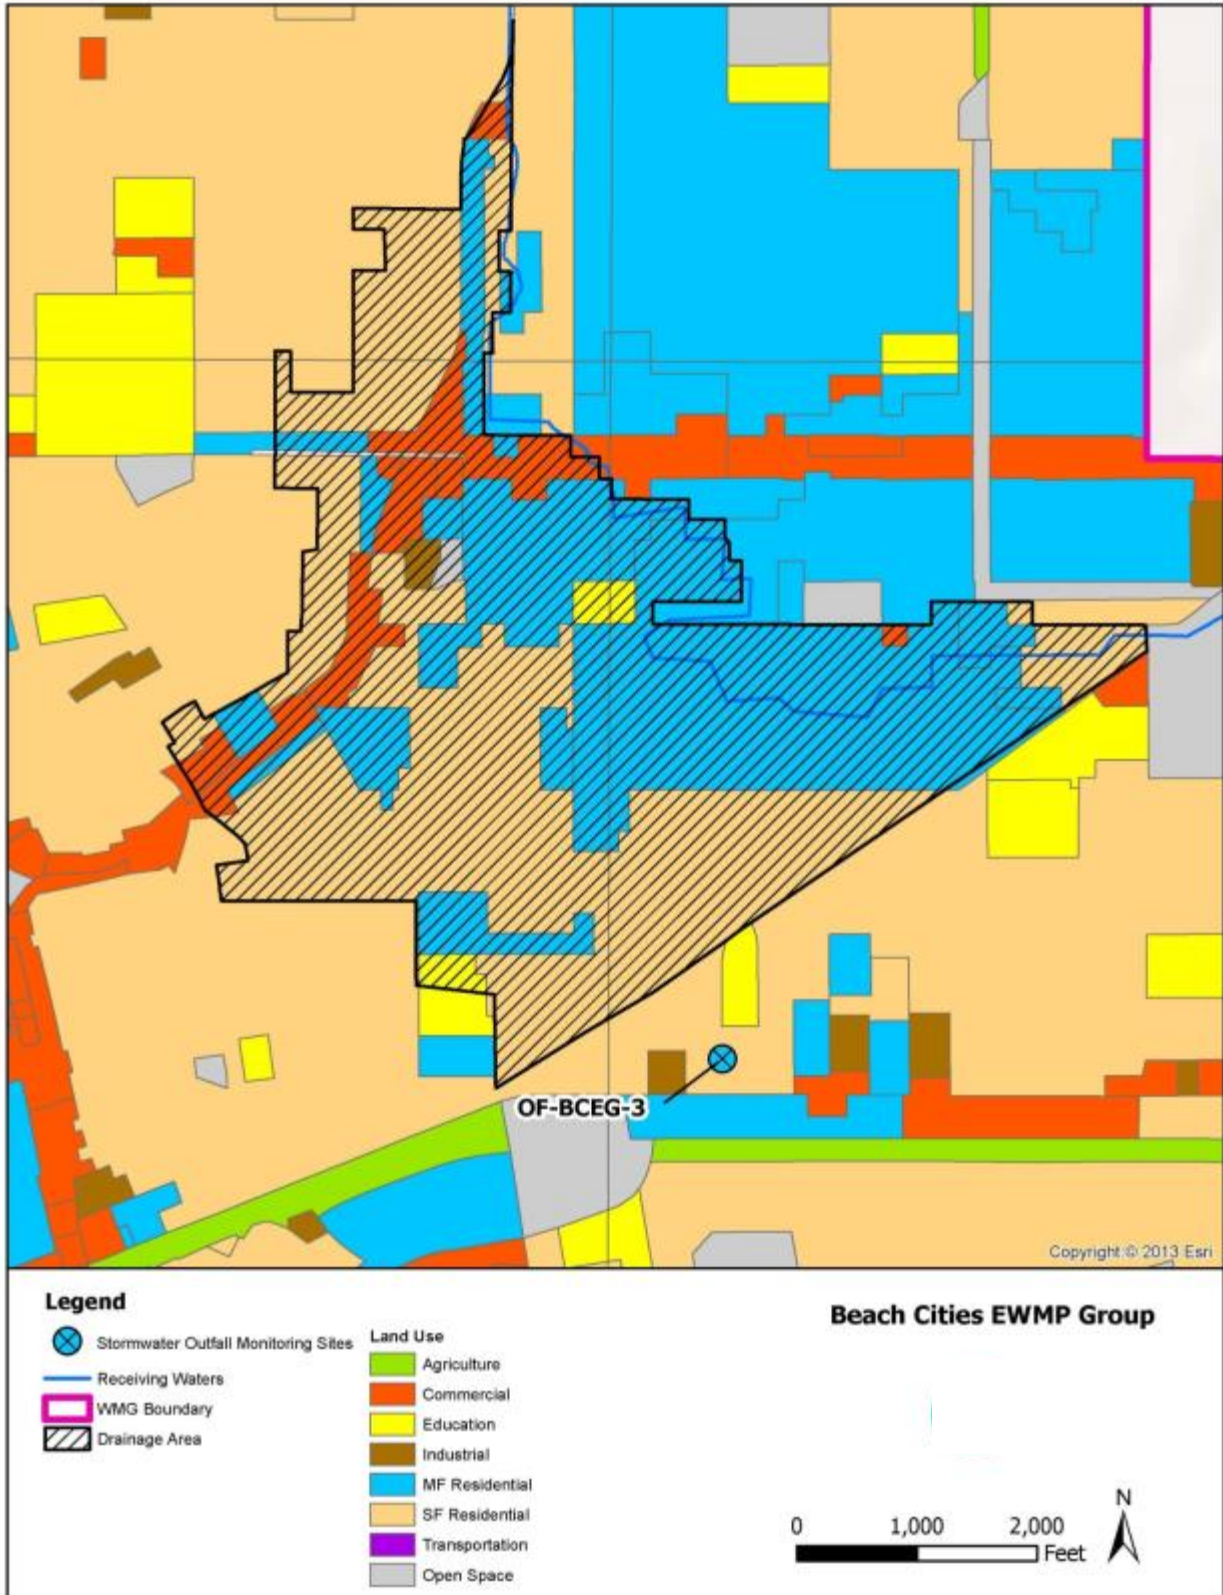 OF-BCEG-3
Copyright:© 2013 Esri
Legend
Stormwater Outfall Monitoring Sites
Receiving Waters
WMG Boundary
Drainage Area
Land Use
Agriculture
Commercial
Education
Industrial
MF Residential
SF Residential
Transportation
Open Space
Beach Cities EWMP Group
N
0 1,000 2,000
Feet